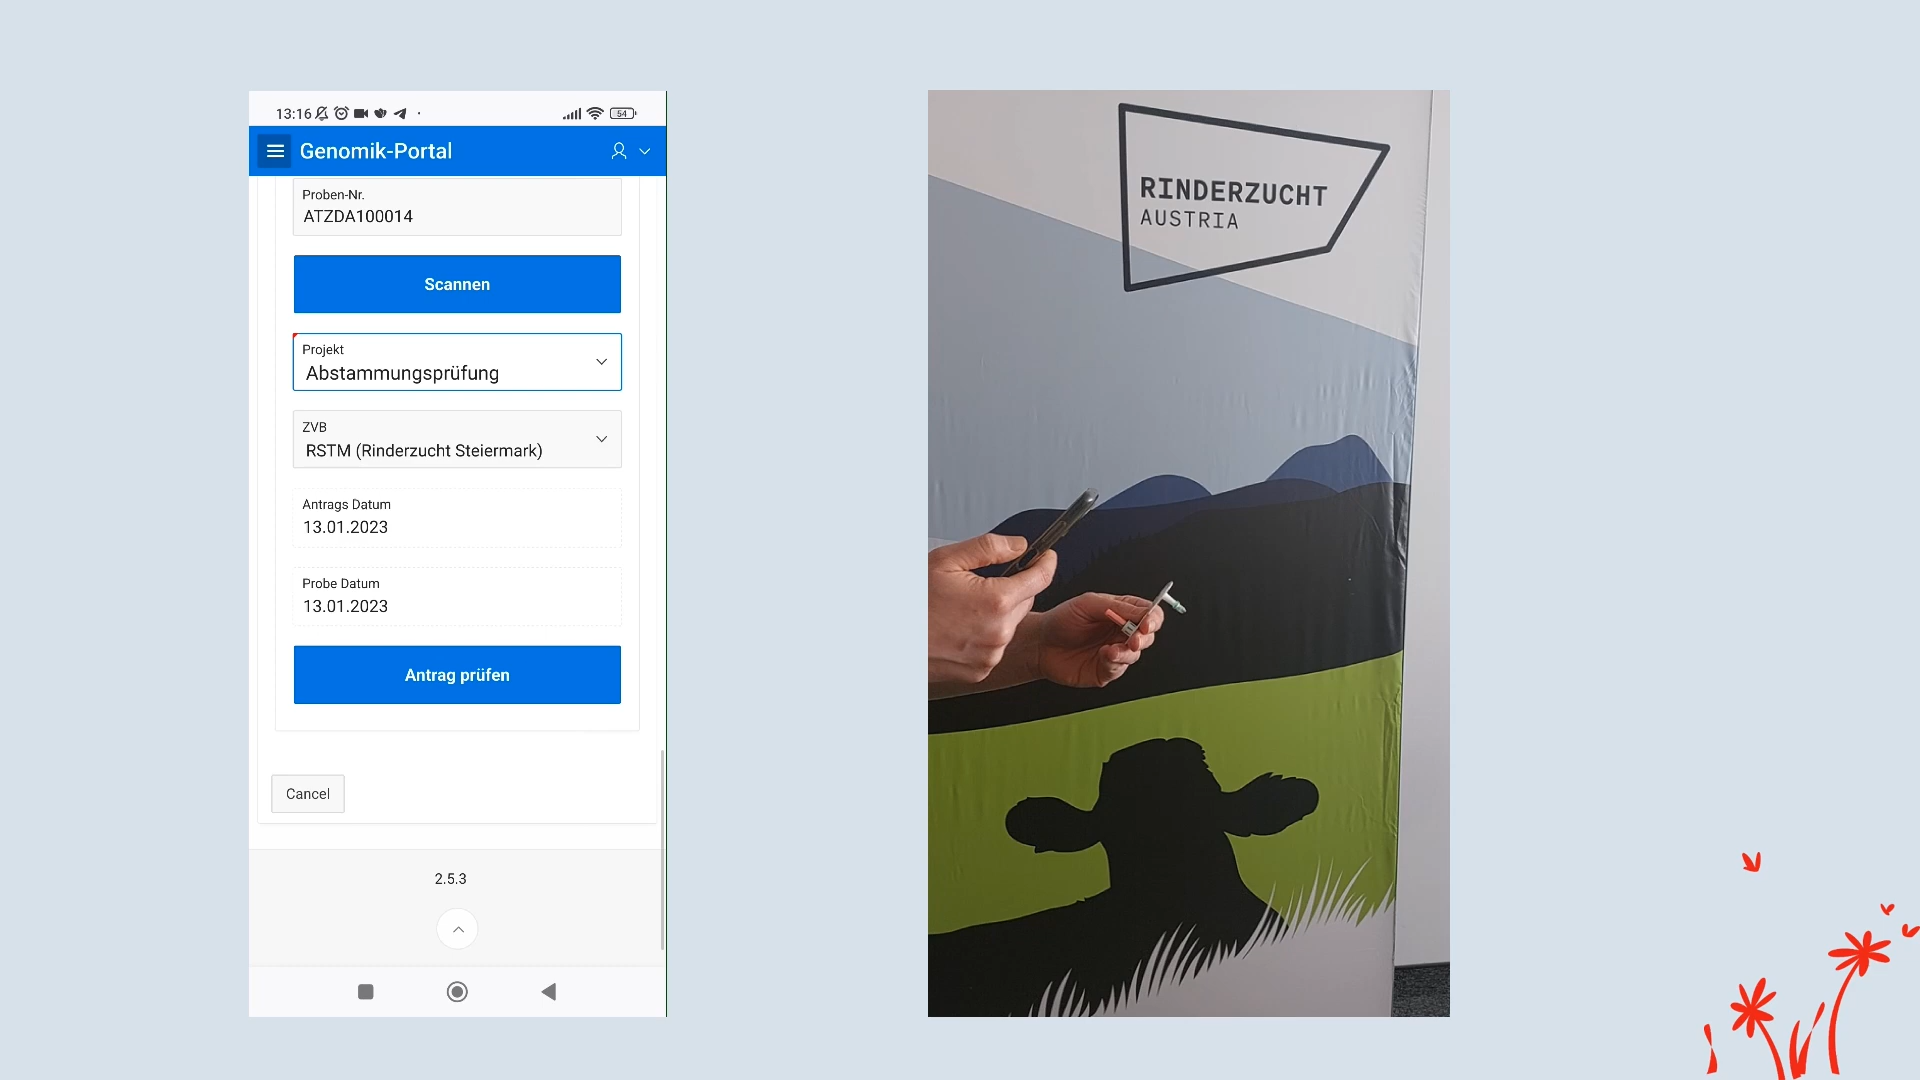 13:16
54
Genomik-Portal
Proben-Nr.
ATZDA100014
Scannen
Projekt
Abstammungsprüfung
ZVB
RSTM (Rinderzucht Steiermark)
Antrags Datum
13.01.2023
Probe Datum
13.01.2023
Antrag prüfen
Cancel
2.5.3
RINDERZUCHT
AUSTRIA